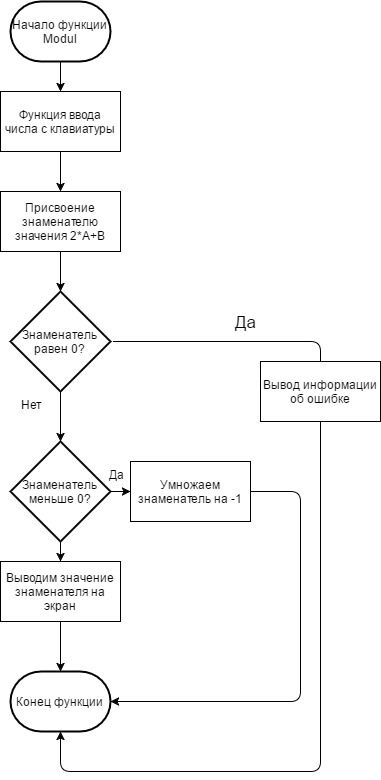 Начало функции
Modul
Функция ввода
числа с клавиатуры
Присвоение
знаменателю
значения 2*A+B
Знаменатель
равен 0?
Да
Вывод информации
об ошибке
Нет
Знаменатель
меньше 0?
Да
Умножаем
знаменатель на -1
Выводим значение
знаменателя на
экран
Конец функции